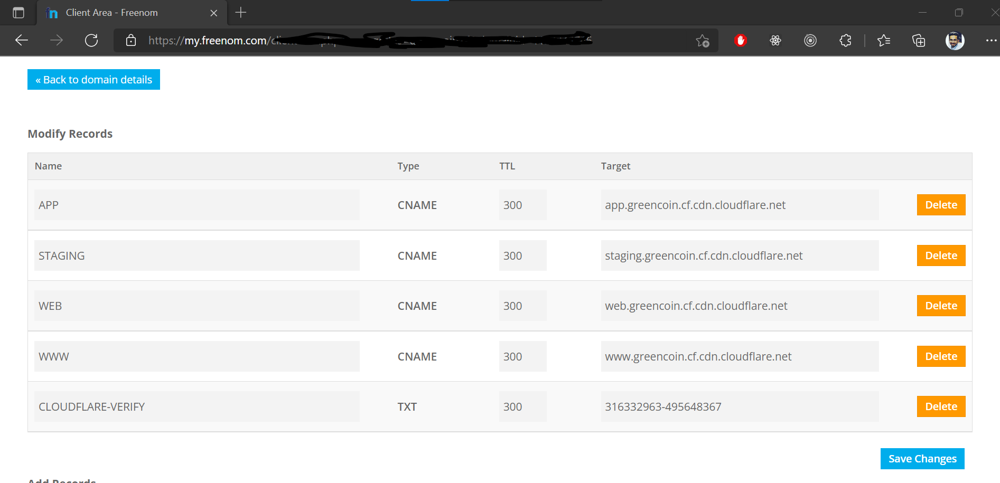 Client Area - Freenom
https://my.freenom.com/
« Back to domain details
Modify Records
Name Type TTL Target
APP CNAME 300 app.greencoin.cf.cdn.cloudflare.net Delete
STAGING CNAME 300 staging.greencoin.cf.cdn.cloudflare.net Delete
WEB CNAME 300 web.greencoin.cf.cdn.cloudflare.net Delete
WWW CNAME 300 www.greencoin.cf.cdn.cloudflare.net Delete
CLOUDFLARE-VERIFY TXT 300 316332963-495648367 Delete
Save Changes
Add Records